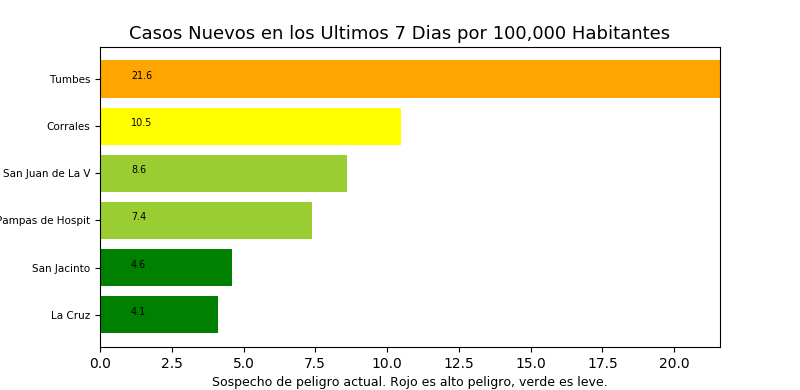 Casos Nuevos en los Ultimos 7 Dias por 100,000 Habitantes
Tumbes 21.6
Corrales 10.5
San Juan de La V 8.6
Pampas de Hospit 7.4
San Jacinto 4.6
La Cruz 4.1
0.0 2.5 5.0 7.5 10.0 12.5 15.0 17.5 20.0
Sospecho de peligro actual. Rojo es alto peligro, verde es leve.